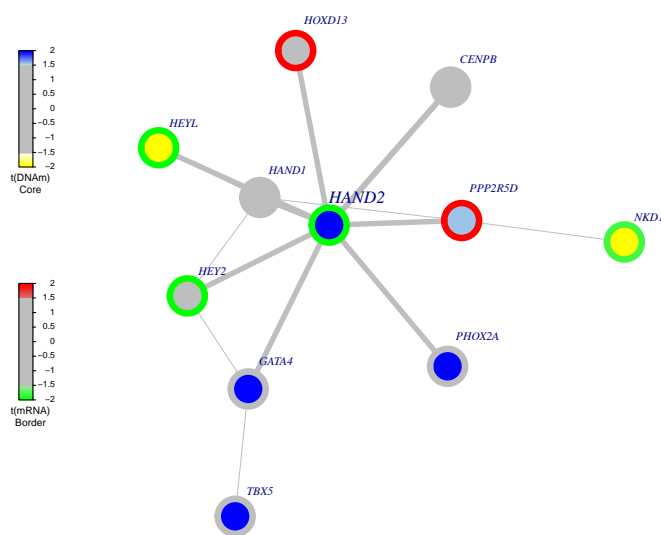 HOXD13
CENPB
HEYL
HAND1
HAND2
PPP2R5D
NKD1
HEY2
PHOX2A
GATA4
TBX5
2
1.5
1
0.5
0
−0.5
−1
−1.5
−2
t(DNAm)
Core
2
1.5
1
0.5
0
−0.5
−1
−1.5
−2
t(mRNA)
Border